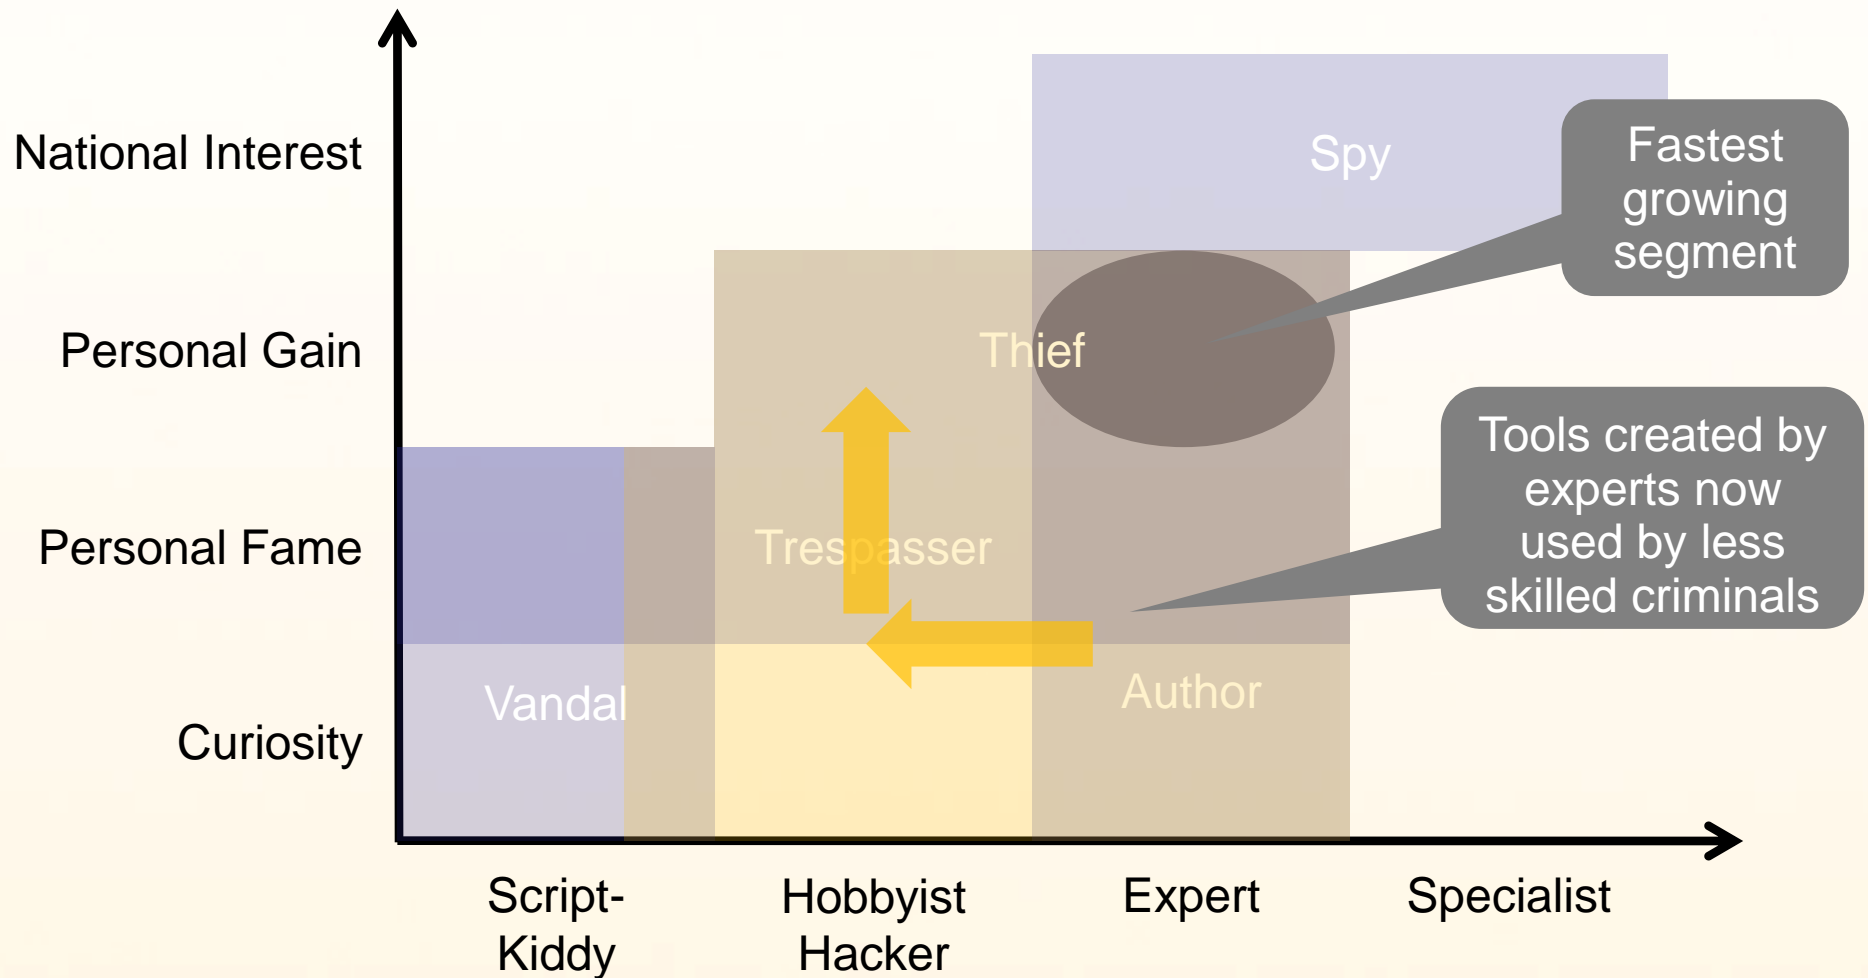 National Interest
Spy
Fastest
growing
segment
Personal Gain
Thief
Tools created by
experts now
used by less
skilled criminals
Personal Fame
Trespasser
Vandal
Author
Curiosity
Script-
Kiddy
Hobbyist
Hacker
Expert
Specialist